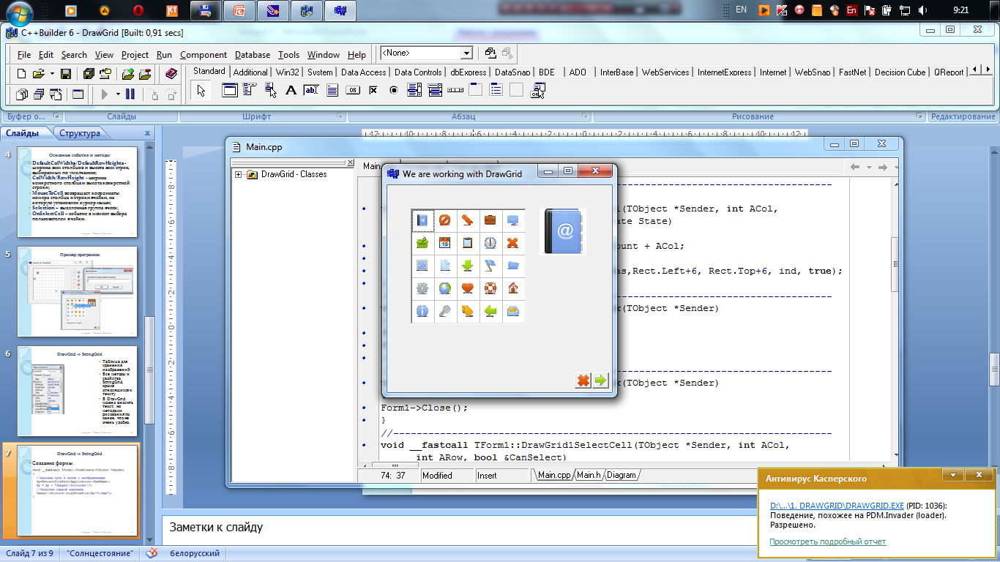 EN
9:21
C++Builder 6 - DrawGrid [Built: 0,91 secs]
File Edit Search View Project Run Component Database Tools Window Help
<None>
Standard Additional Win32 System Data Access Data Controls dbExpress DataSnap BDE ADO InterBase WebServices InternetExpress Internet WebSnap FastNet Decision Cube QReport
Буфер о... Слайды Шрифт Абзац Рисование Редактирование
Слайды Структура
4
Основные события и методы:
DefaultColWidths/DefaultRowHeights-
ширина всех столбцов и высота всех строк,
выбираемых по умолчанию;
ColWidth/RowHeight - ширина
конкретного столбца и высота конкретной
строки;
MouseToCell возвращает координаты
номера столбца и строки ячейки, на
которую установлен курсор мыши;
Selection – выделенная группа ячеек;
OnSelectCell – событие в момент выбора
пользователем ячейки.
5
Пример программы
6
DrawGrid -> StringGrid
Таблица для
хранения
изображений
Все методы и
свойства
StringGrid,
кроме
относящихся к
тексту
В DrawGrid
можно вносить
текст, но
методами
рисования по
канве, что не
очень удобно.
7
DrawGrid -> StringGrid
Создание формы
void __fastcall TForm1::FormCreate(TObject *Sender)
Main.cpp
DrawGrid - Classes
We are working with DrawGrid
(TObject *Sender, int ACol,
ate State)
ount + ACol;
as,Rect.Left+6, Rect.Top+6, ind, true);
(TObject *Sender)
(TObject *Sender)
Form1->Close();
}
//---------------------------------------------------------------------------
void __fastcall TForm1::DrawGrid1SelectCell(TObject *Sender, int ACol,
int ARow, bool &CanSelect)
74: 37 Modified Insert Main.cpp Main.h Diagram
Антивирус Касперского
D:\...\1. DRAWGRID\DRAWGRID.EXE (PID: 1036):
Поведение, похожее на PDM.Invader (loader).
Разрешено.
Просмотреть подробный отчет
Заметки к слайду
Слайд 7 из 9 "Солнцестояние" белорусский